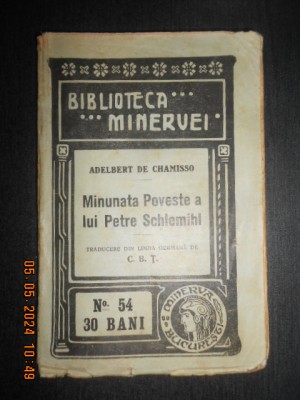 BIBLIOTECA
MINERVEI
ADELBERT DE CHAMISSO
Minunata Poveste a
lui Petre Schlemihl
TRADUCERE DIN LIMBA GERMANĂ DE
C. B. Ț.
No. 54
30 BANI
MINERVA
BUCUREȘTI
05.05.2024 10:49